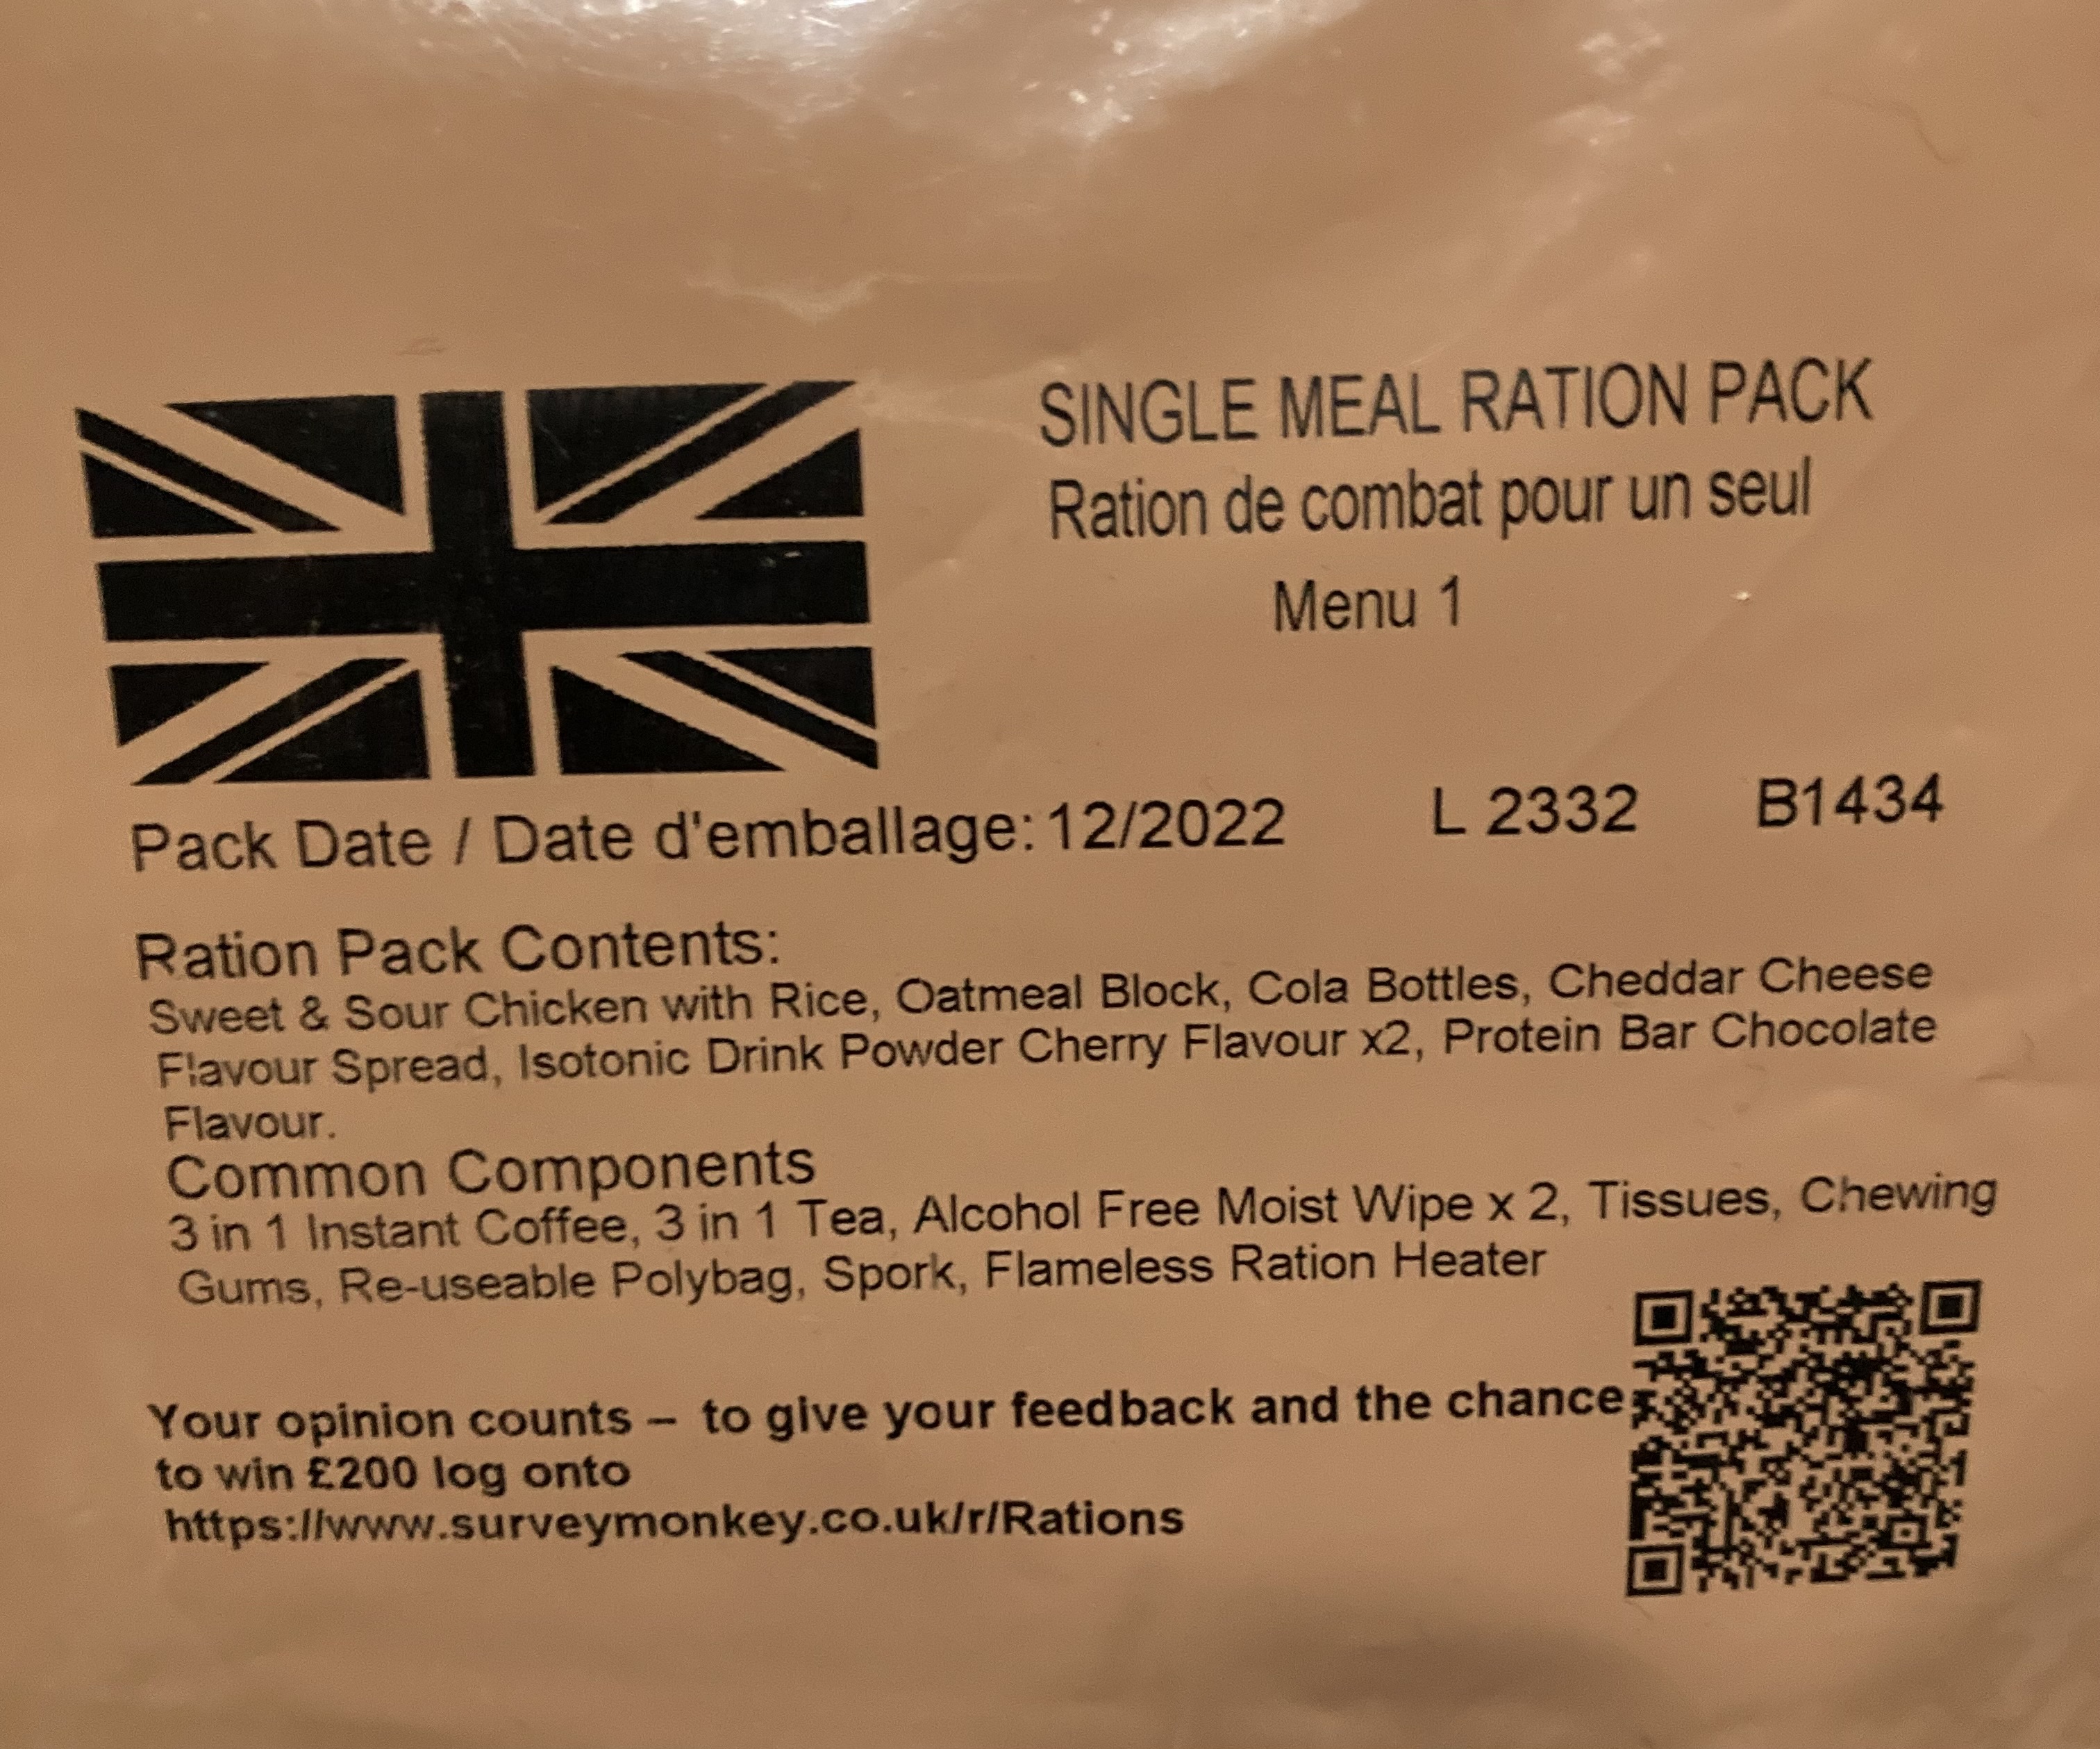 SINGLE MEAL RATION PACK
Ration de combat pour un seul
Menu 1
Pack Date / Date d'emballage: 12/2022 L 2332 B1434
Ration Pack Contents:
Sweet & Sour Chicken with Rice, Oatmeal Block, Cola Bottles, Cheddar Cheese
Flavour Spread, Isotonic Drink Powder Cherry Flavour x2, Protein Bar Chocolate
Flavour.
Common Components
3 in 1 Instant Coffee, 3 in 1 Tea, Alcohol Free Moist Wipe x 2, Tissues, Chewing
Gums, Re-useable Polybag, Spork, Flameless Ration Heater
Your opinion counts – to give your feedback and the chance
to win £200 log onto
https://www.surveymonkey.co.uk/r/Rations